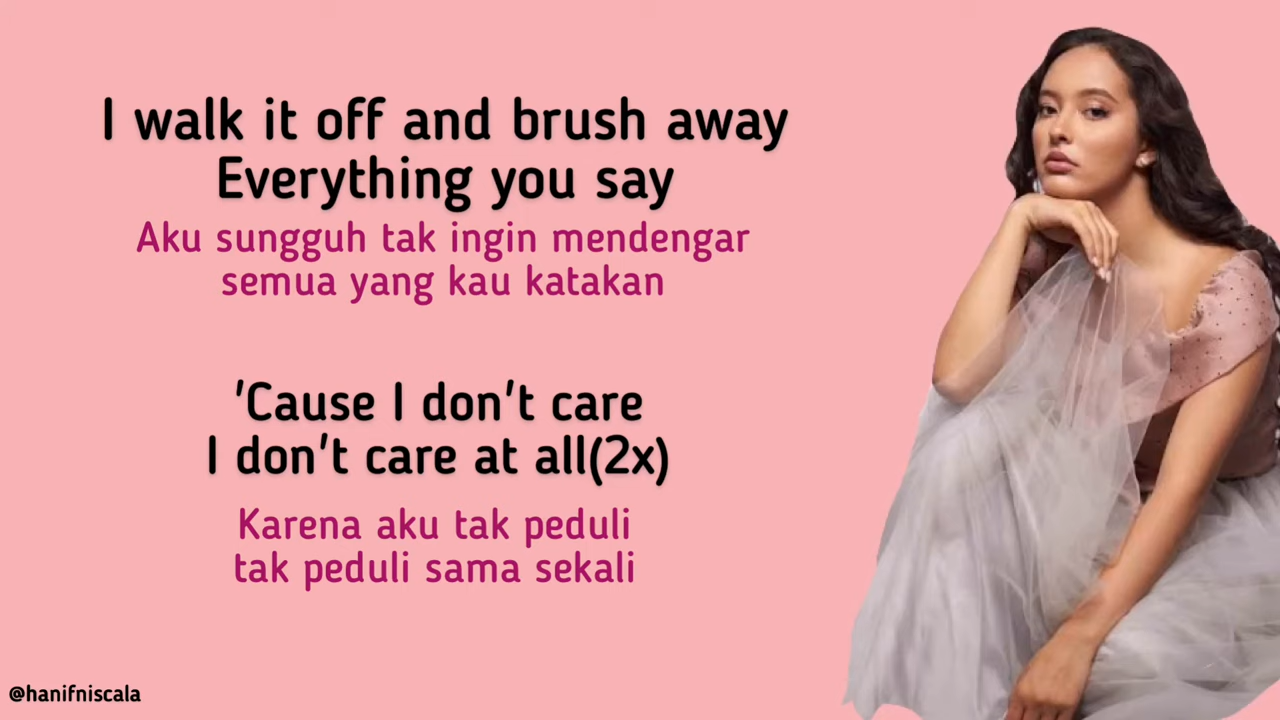 I walk it off and brush away
Everything you say
Aku sungguh tak ingin mendengar
semua yang kau katakan
'Cause I don't care
I don't care at all(2x)
Karena aku tak peduli
tak peduli sama sekali
@hanifniscala